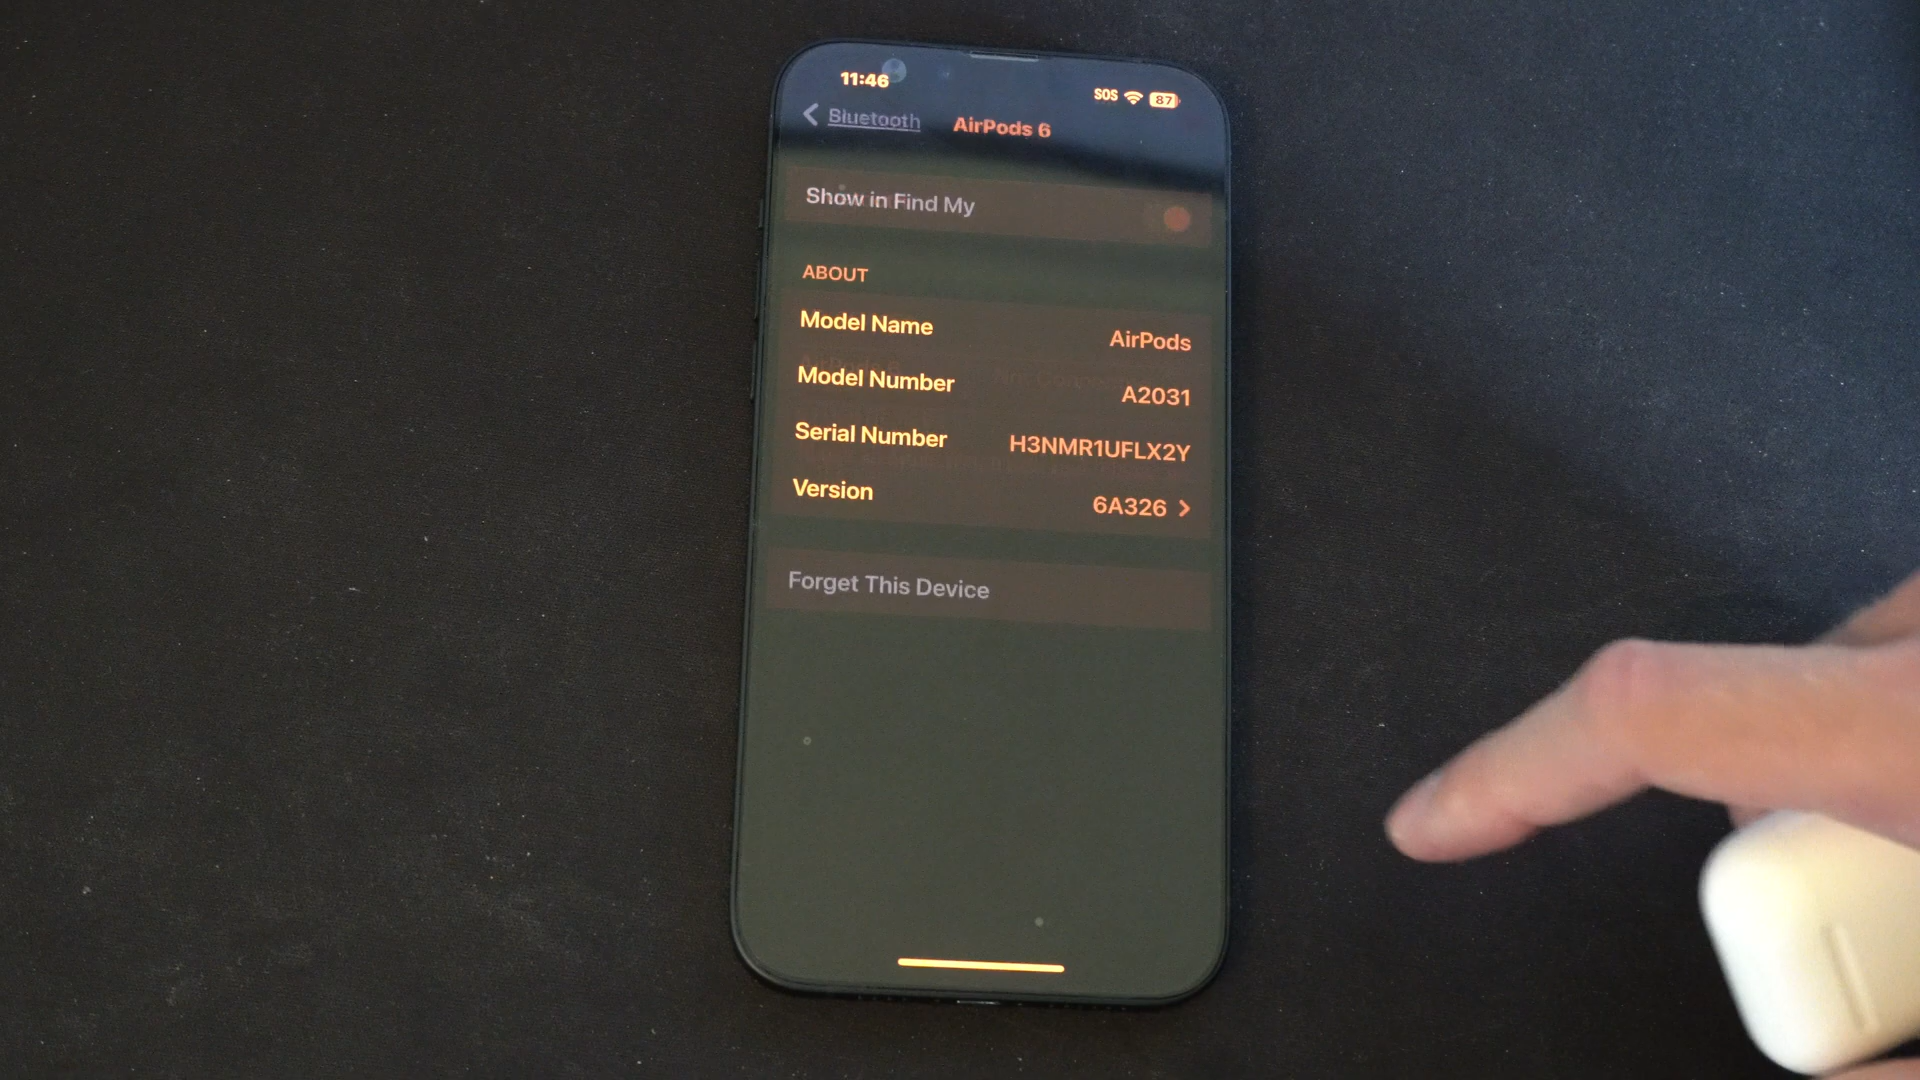 11:46
SOS 87
Bluetooth AirPods 6
Show in Find My
ABOUT
Model Name AirPods
Model Number A2031
Serial Number H3NMR1UFLX2Y
Version 6A326
Forget This Device